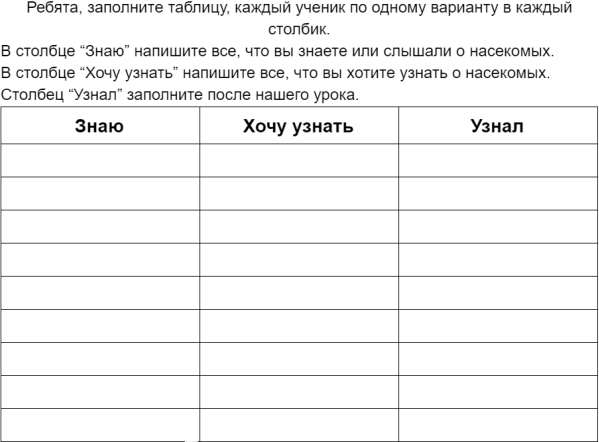 Ребята, заполните таблицу, каждый ученик по одному варианту в каждый
столбик.
В столбце “Знаю” напишите все, что вы знаете или слышали о насекомых.
В столбце “Хочу узнать” напишите все, что вы хотите узнать о насекомых.
Столбец “Узнал” заполните после нашего урока.
Знаю Хочу узнать Узнал